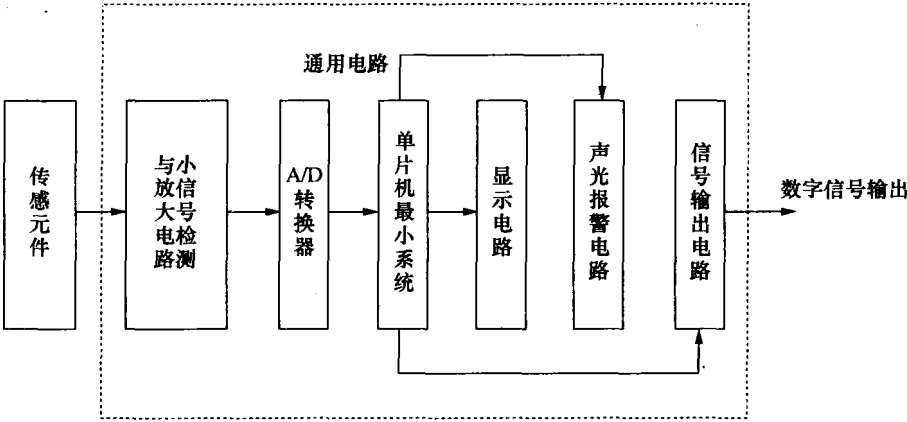 通用电路
传感元件
小信号检测
与放大电路
A/D
转换器
单片机最小系统
显示电路
声光报警电路
信号输出电路
数字信号输出